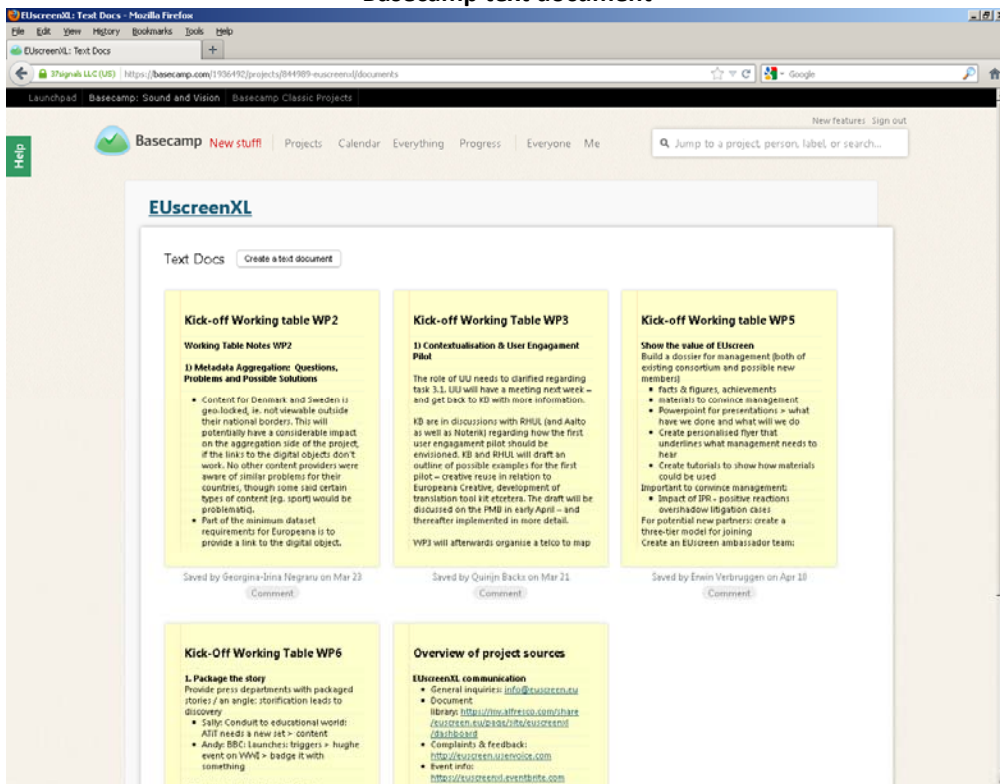 Basecamp text document
EUscreenXL: Text Docs - Mozilla Firefox
File Edit View History Bookmarks Tools Help
EUscreenXL: Text Docs +
37signals LLC (US) https://basecamp.com/1936492/projects/844989-euscreenxl/documents Google
Launchpad Basecamp: Sound and Vision Basecamp Classic Projects
New features Sign out
Help
Basecamp New stuff! Projects Calendar Everything Progress Everyone Me
Jump to a project, person, label, or search...
EUscreenXL
Text Docs Create a text document
Kick-off Working table WP2
Working Table Notes WP2
1) Metadata Aggregation: Questions,
Problems and Possible Solutions
• Content for Denmark and Sweden is
geo-locked, ie. not viewable outside
their national borders. This will
potentially have a considerable impact
on the aggregation side of the project,
if the links to the digital objects don't
work. No other content providers were
aware of similar problems for their
countries, though some said certain
types of content (eg. sport) would be
problematic.
• Part of the minimum dataset
requirements for Europeana is to
provide a link to the digital object.
Saved by Georgina-Irina Negraru on Mar 23
Comment
Kick-off Working Table WP3
1) Contextualisation & User Engagament
Pilot
The role of UU needs to clarified regarding
task 3.1. UU will have a meeting next week –
and get back to KD with more information.
KB are in discussions with RHUL (and Aalto
as well as Noterik) regarding how the first
user engagement pilot should be
envisioned. KB and RHUL will draft an
outline of possible examples for the first
pilot – creative reuse in relation to
Europeana Creative, development of
translation tool kit etcetera. The draft will be
discussed on the PMB in early April – and
thereafter implemented in more detail.
WP3 will afterwards organise a telco to map
Saved by Quirijn Backx on Mar 21
Comment
Kick-off Working table WP5
Show the value of EUscreen
Build a dossier for management (both of
existing consortium and possible new
members)
• facts & figures, achievements
• materials to convince management
• Powerpoint for presentations > what
have we done and what will we do
• Create personalised flyer that
underlines what management needs to
hear
• Create tutorials to show how materials
could be used
Important to convince management:
• Impact of IPR - positive reactions
overshadow litigation cases
For potential new partners: create a
three-tier model for joining
Create an EUscreen ambassador team:
Saved by Erwin Verbruggen on Apr 18
Comment
Kick-Off Working Table WP6
1. Package the story
Provide press departments with packaged
stories / an angle: storification leads to
discovery
• Sally: Conduit to educational world:
ATiT needs a new set > content
• Andy: BBC: Launches: triggers > hughe
event on WWI > badge it with
something
Overview of project sources
EUscreenXL communication
• General inquiries: info@euscreen.eu
• Document
library: https://my.alfresco.com/share
/euscreen.eu/page/site/euscreenxl
/dashboard
• Complaints & feedback:
http://euscreen.uservoice.com
• Event info:
https://euscreenxl.eventbrite.com